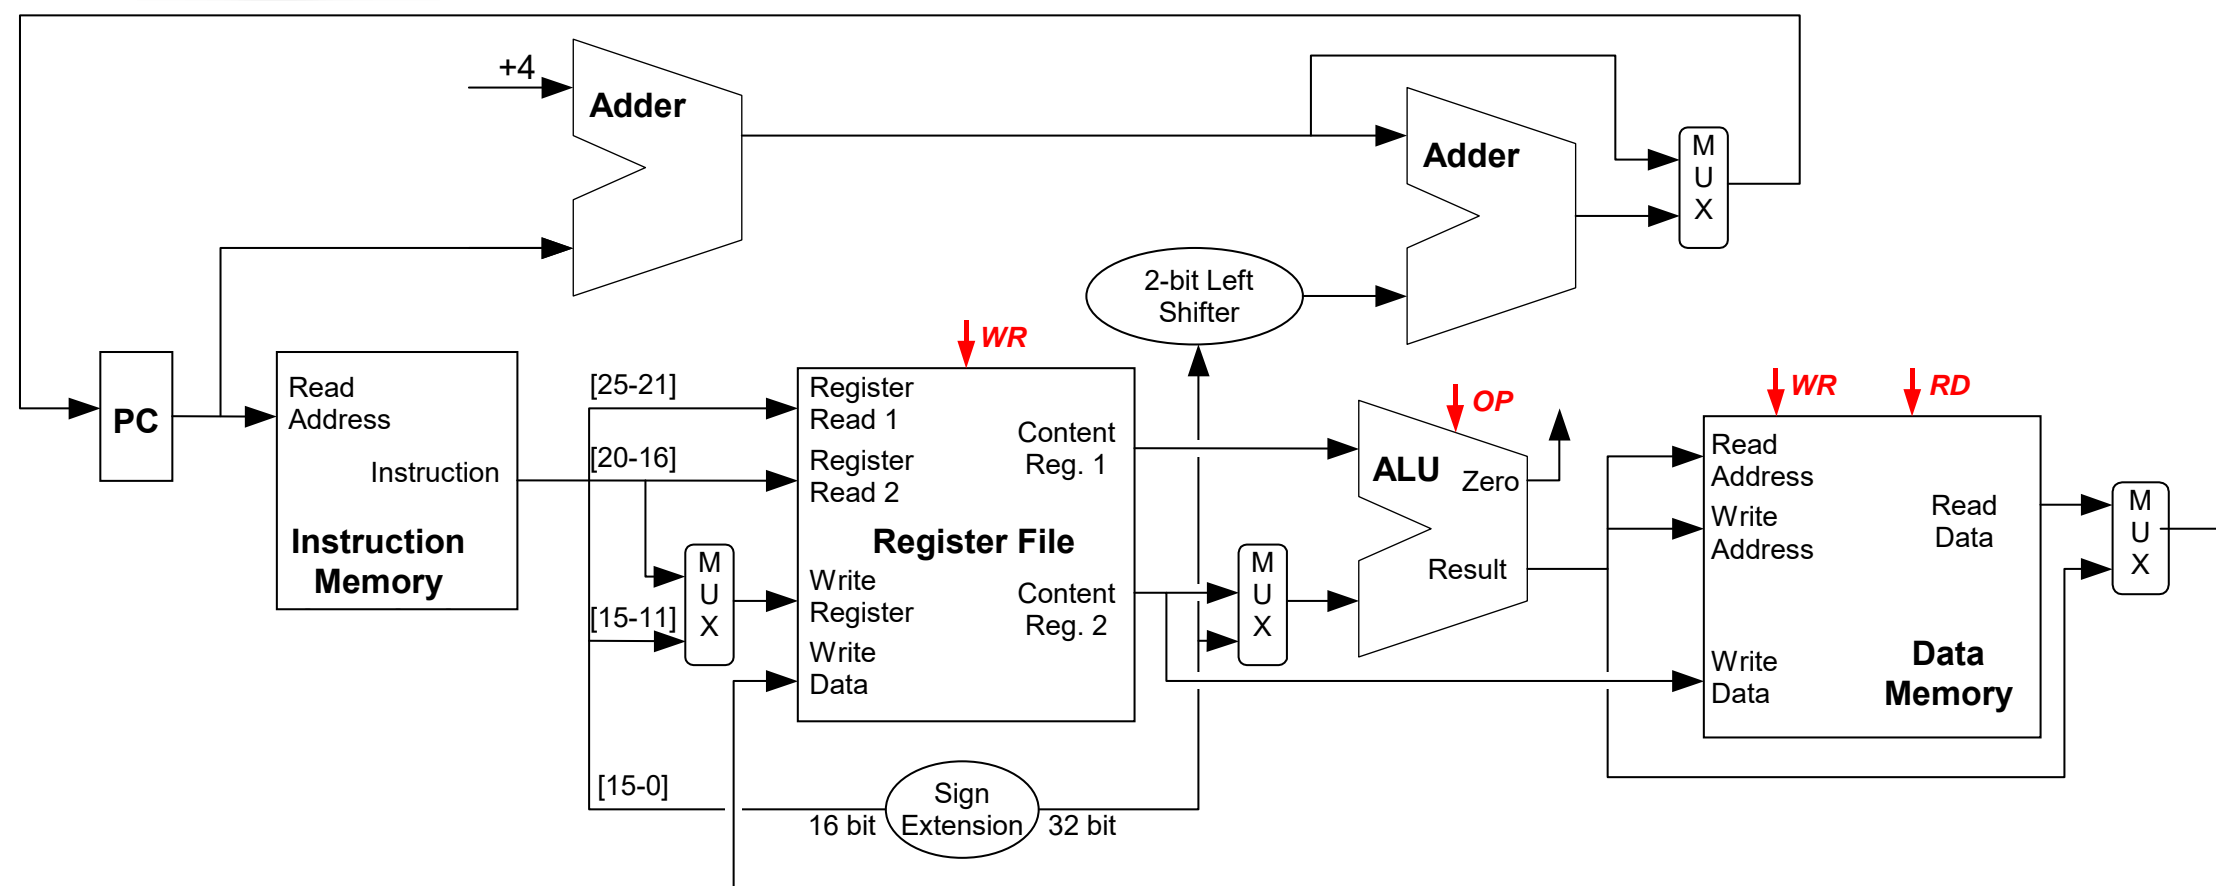 +4
Adder
Adder
M
U
X
2-bit Left
Shifter
PC
Read
Address
Instruction
Instruction
Memory
[25-21]
[20-16]
[15-11]
[15-0]
M
U
X
WR
Register
Read 1
Register
Read 2
Content
Reg. 1
Register File
Write
Register
Content
Reg. 2
Write
Data
16 bit
Sign
Extension
32 bit
M
U
X
OP
ALU
Zero
Result
WR
RD
Read
Address
Write
Address
Read
Data
Write
Data
Data
Memory
M
U
X